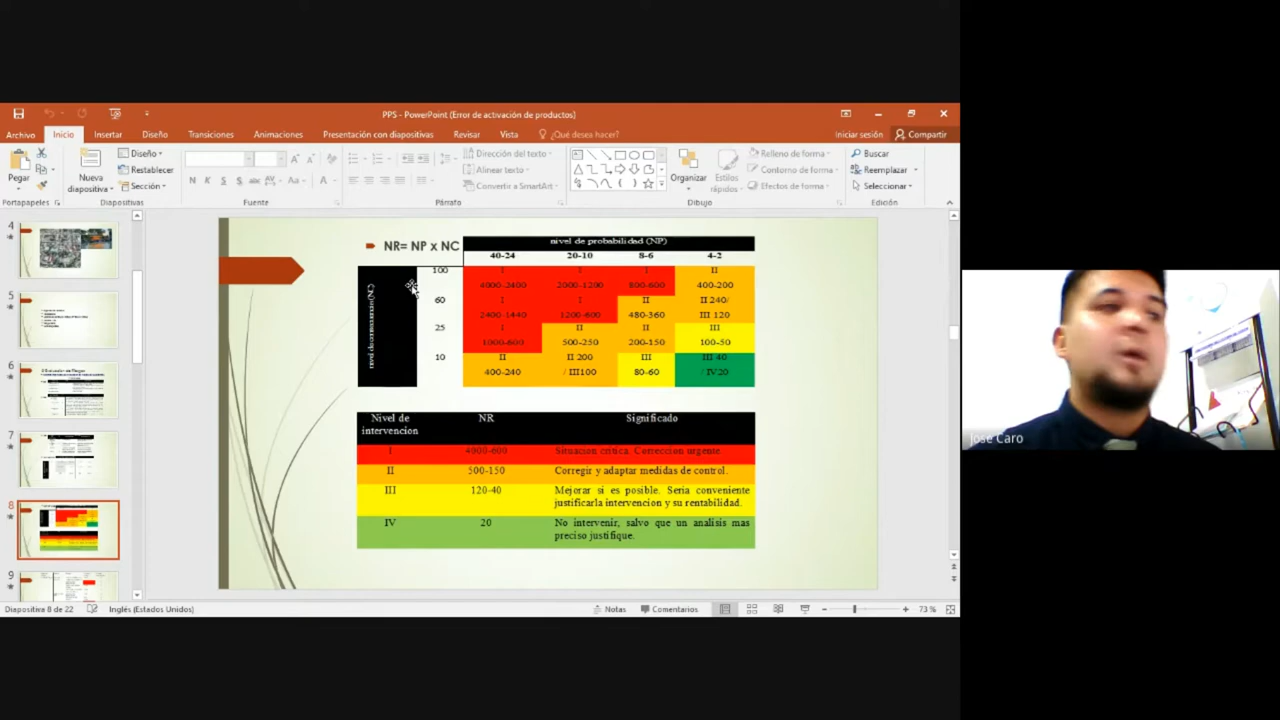 PPS - PowerPoint (Error de activación de productos)
Archivo Inicio Insertar Diseño Transiciones Animaciones Presentación con diapositivas Revisar Vista ¿Qué desea hacer? Iniciar sesión Compartir
Pegar
Nueva diapositiva
Diseño
Restablecer
Sección
N K S S abc AV Aa A
Dirección del texto
Alinear texto
Convertir a SmartArt
Organizar
Estilos rápidos
Relleno de forma
Contorno de forma
Efectos de forma
Buscar
Reemplazar
Seleccionar
Portapapeles Diapositivas Fuente Párrafo Dibujo Edición
4
5
6
7
8
9
NR= NP x NC
nivel de probabilidad (NP)
40-24 20-10 8-6 4-2
100 I I I II
4000-2400 2000-1200 800-600 400-200
60 I I II II 240/
2400-1440 1200-600 480-360 III 120
25 I II II III
1000-600 500-250 200-150 100-50
10 II II 200 III III 40
400-240 / III100 80-60 / IV20
Nivel de NR Significado
intervencion
I 4000-600 Situacion critica. Correccion urgente.
II 500-150 Corregir y adaptar medidas de control.
III 120-40 Mejorar si es posible. Seria conveniente
justificarla intervencion y su rentabilidad.
IV 20 No intervenir, salvo que un analisis mas
preciso justifique.
Jose Caro
Diapositiva 8 de 22 Inglés (Estados Unidos) Notas Comentarios 73 %